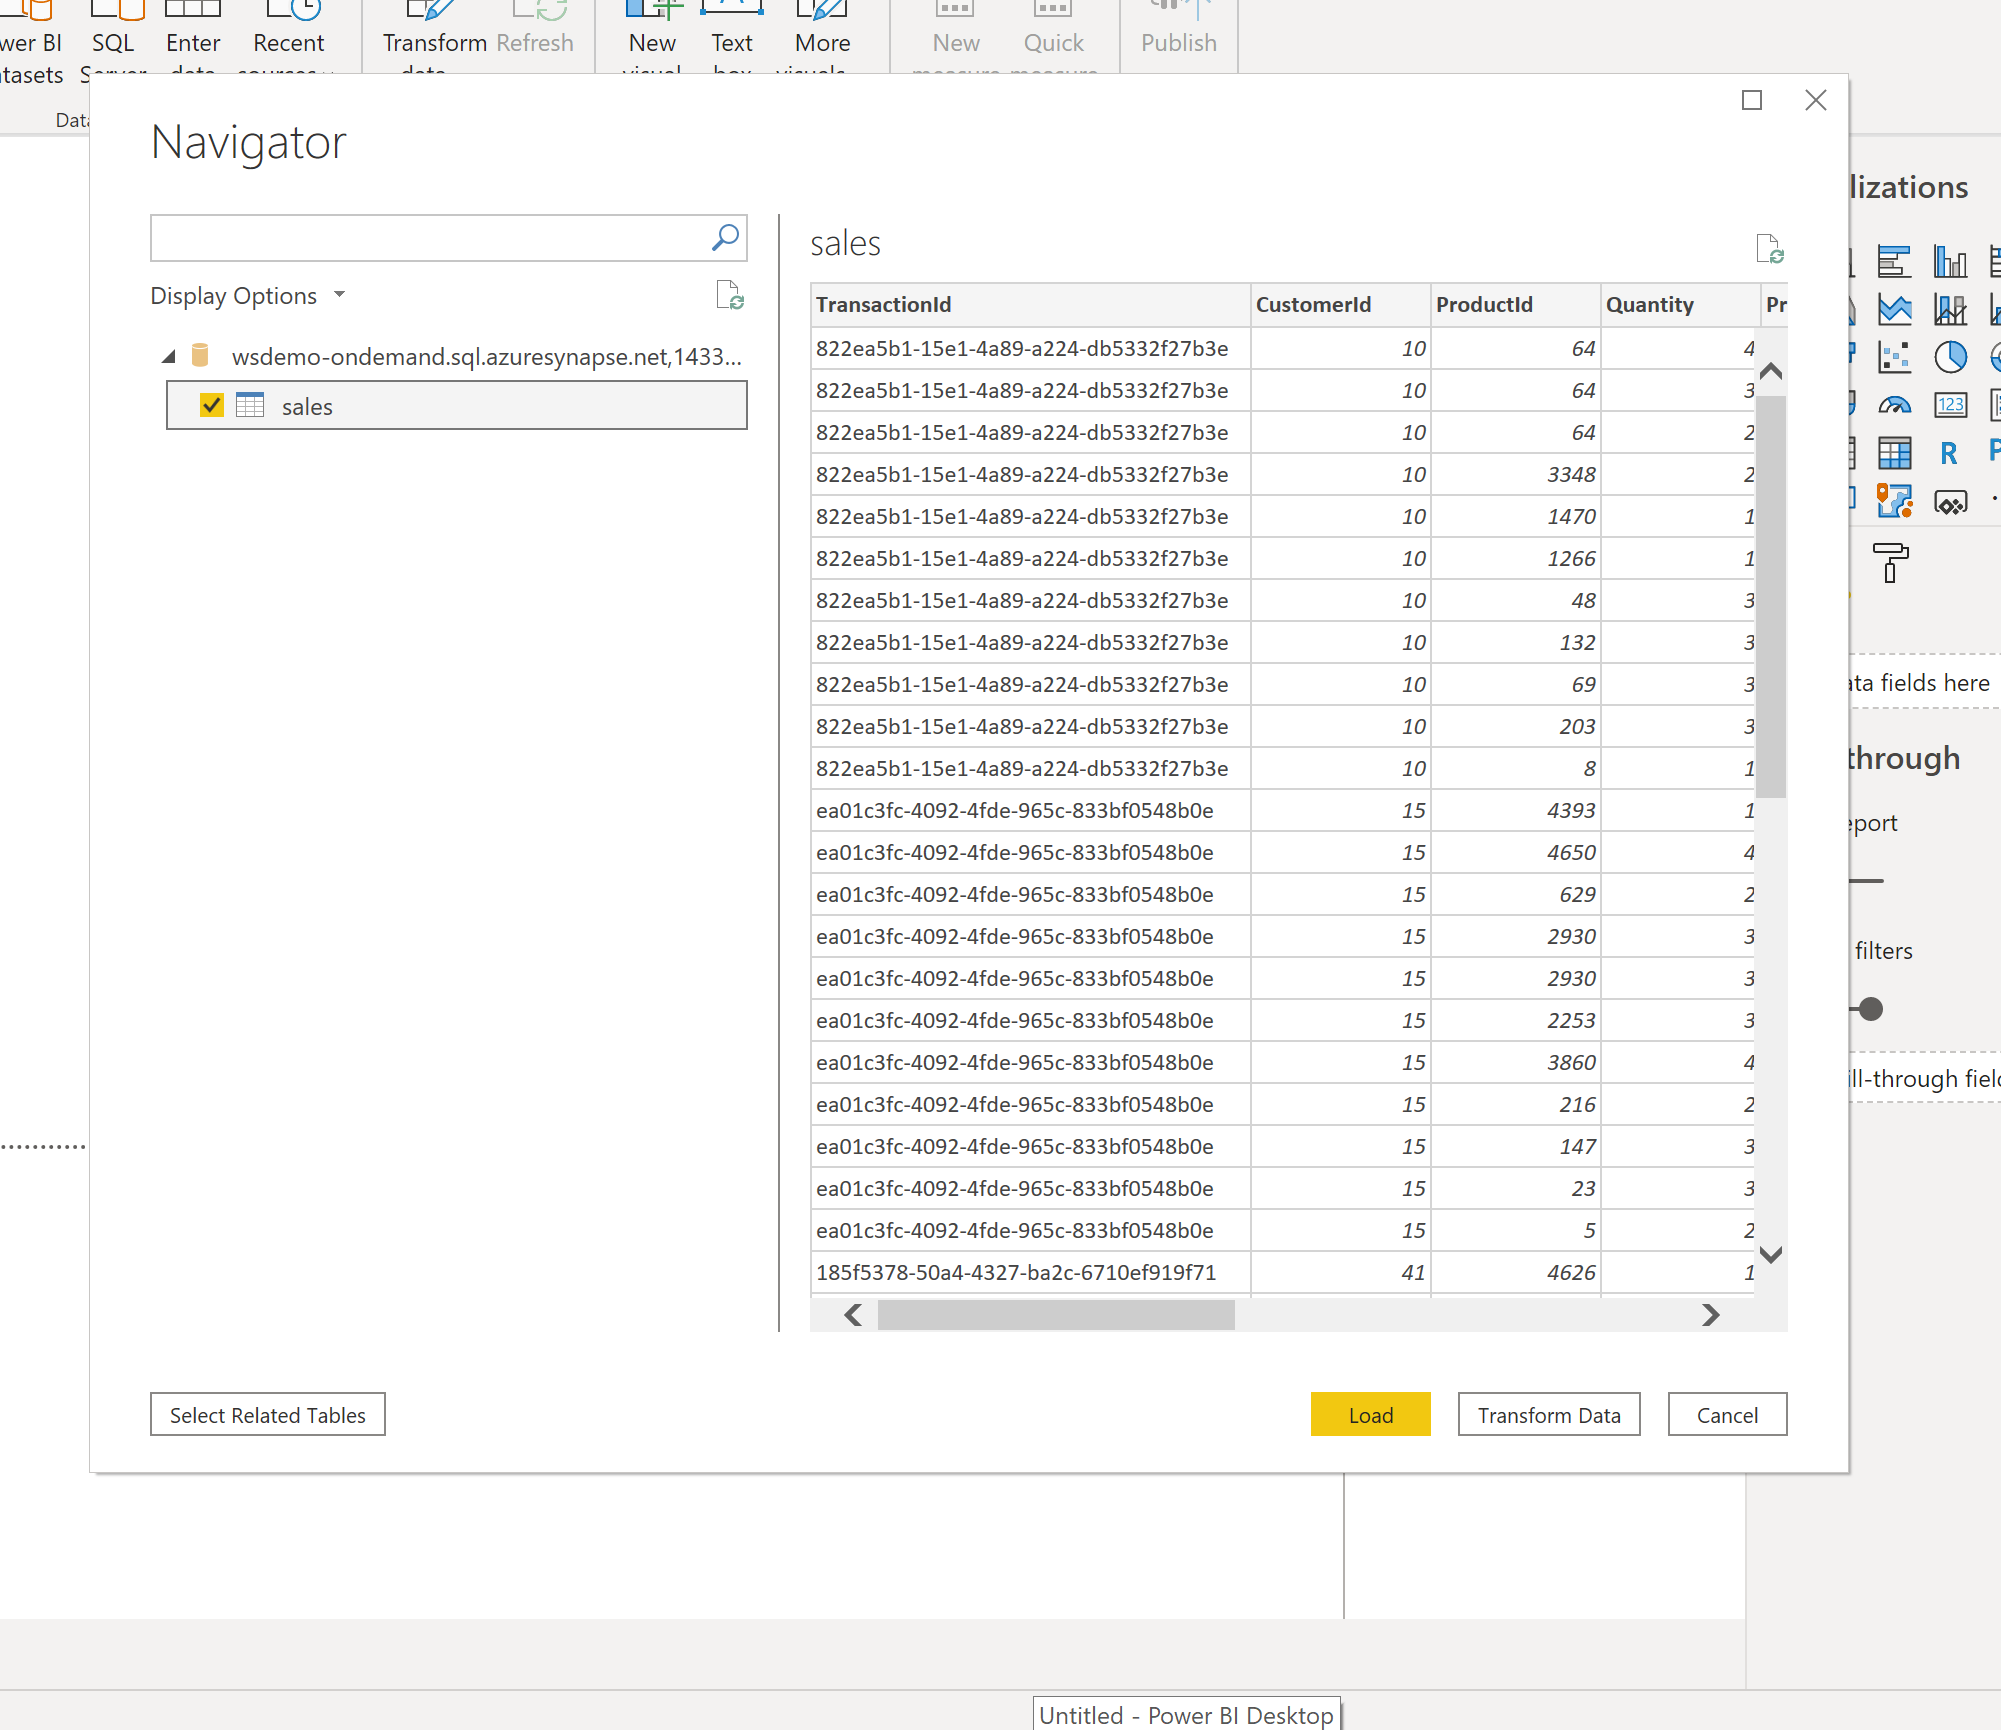 wer BI SQL Enter Recent Transform Refresh New Text More New Quick Publish
tasets Server data sources data visual box visuals measure measure
Data
Navigator
lizations
sales
Display Options
TransactionId CustomerId ProductId Quantity Pr
wsdemo-ondemand.sql.azuresynapse.net,1433...
sales
822ea5b1-15e1-4a89-a224-db5332f27b3e 10 64 4
822ea5b1-15e1-4a89-a224-db5332f27b3e 10 64 3
822ea5b1-15e1-4a89-a224-db5332f27b3e 10 64 2
822ea5b1-15e1-4a89-a224-db5332f27b3e 10 3348 2
822ea5b1-15e1-4a89-a224-db5332f27b3e 10 1470 1
822ea5b1-15e1-4a89-a224-db5332f27b3e 10 1266 1
822ea5b1-15e1-4a89-a224-db5332f27b3e 10 48 3
822ea5b1-15e1-4a89-a224-db5332f27b3e 10 132 3
822ea5b1-15e1-4a89-a224-db5332f27b3e 10 69 3
822ea5b1-15e1-4a89-a224-db5332f27b3e 10 203 3
822ea5b1-15e1-4a89-a224-db5332f27b3e 10 8 1
ea01c3fc-4092-4fde-965c-833bf0548b0e 15 4393 1
ea01c3fc-4092-4fde-965c-833bf0548b0e 15 4650 4
ea01c3fc-4092-4fde-965c-833bf0548b0e 15 629 2
ea01c3fc-4092-4fde-965c-833bf0548b0e 15 2930 3
ea01c3fc-4092-4fde-965c-833bf0548b0e 15 2930 3
ea01c3fc-4092-4fde-965c-833bf0548b0e 15 2253 3
ea01c3fc-4092-4fde-965c-833bf0548b0e 15 3860 4
ea01c3fc-4092-4fde-965c-833bf0548b0e 15 216 2
ea01c3fc-4092-4fde-965c-833bf0548b0e 15 147 3
ea01c3fc-4092-4fde-965c-833bf0548b0e 15 23 3
ea01c3fc-4092-4fde-965c-833bf0548b0e 15 5 2
185f5378-50a4-4327-ba2c-6710ef919f71 41 4626 1
123
R P
ata fields here
through
eport
filters
ill-through fiel
Select Related Tables
Load
Transform Data
Cancel
Untitled - Power BI Desktop